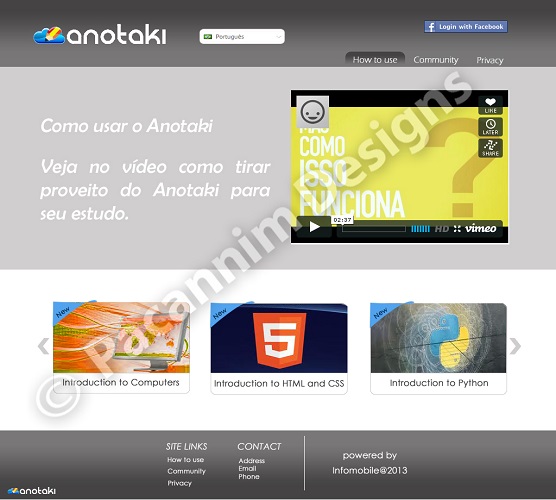 anotaki
Português
Login with Facebook
How to use
Community
Privacy
Como usar o Anotaki
Veja no vídeo como tirar
proveito do Anotaki para
seu estudo.
MAS
COMO
ISSO
FUNCIONA
?
LIKE
LATER
SHARE
02:37
HD
vimeo
New
Introduction to Computers
New
5
Introduction to HTML and CSS
New
Introduction to Python
© Pacannim Designs
SITE LINKS
How to use
Community
Privacy
CONTACT
Address
Email
Phone
powered by
Infomobile@2013
anotaki